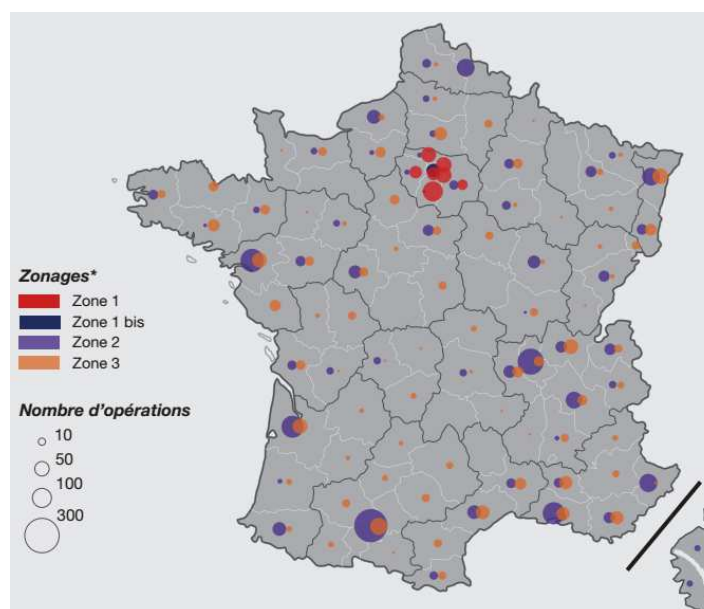 Zonages*
Zone 1
Zone 1 bis
Zone 2
Zone 3
Nombre d'opérations
10
50
100
300